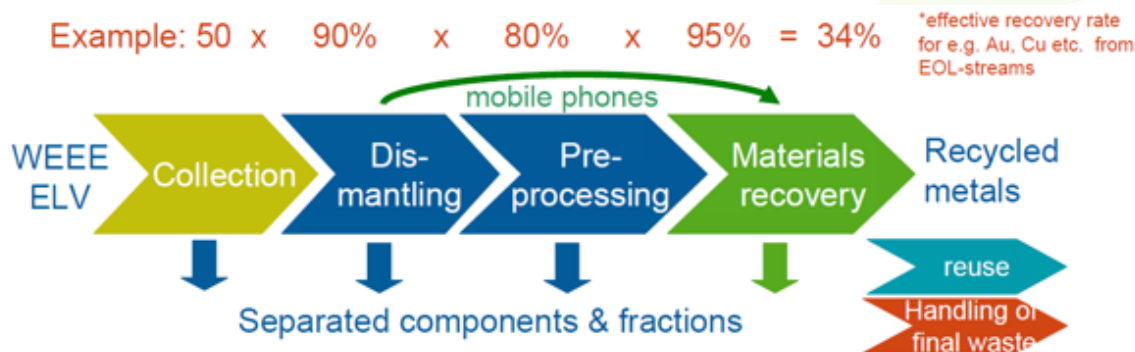 Example: 50 x 90% x 80% x 95% = 34%
*effective recovery rate
for e.g. Au, Cu etc. from
EOL-streams
mobile phones
WEEE
ELV
Collection
Dis-
mantling
Pre-
processing
Materials
recovery
Recycled
metals
reuse
Separated components & fractions
Handling of
final waste